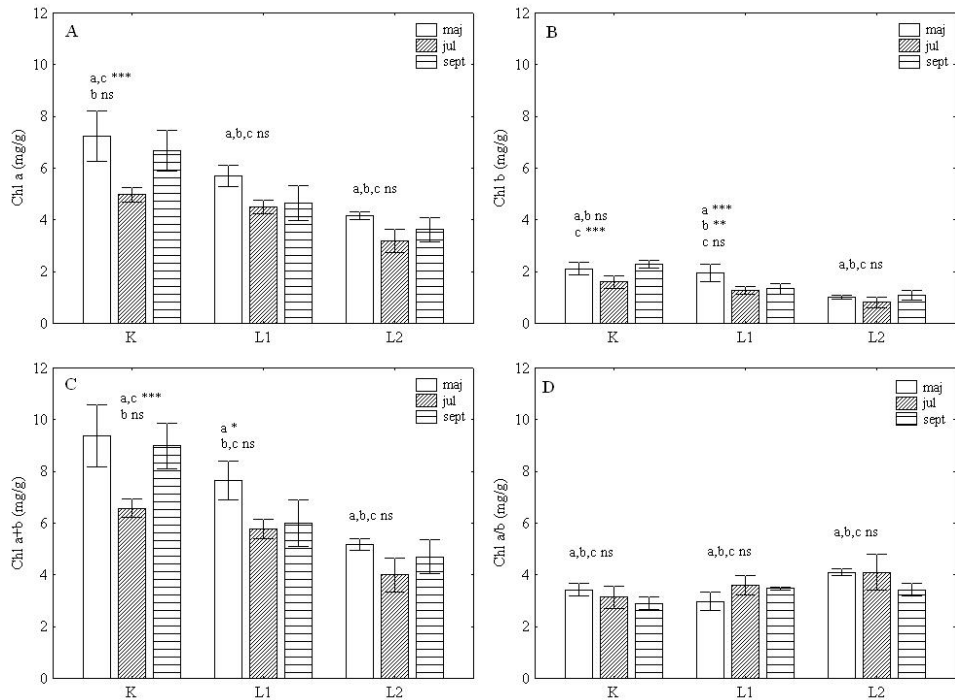 A
maj
jul
sept
a,c ***
b ns
a,b,c ns
a,b,c ns
Chl a (mg/g)
12
10
8
6
4
2
0
K
L1
L2
B
maj
jul
sept
a,b ns
c ***
a ***
b **
c ns
a,b,c ns
Chl b (mg/g)
12
10
8
6
4
2
0
K
L1
L2
C
maj
jul
sept
a,c ***
b ns
a *
b,c ns
a,b,c ns
Chl a+b (mg/g)
12
10
8
6
4
2
0
K
L1
L2
D
maj
jul
sept
a,b,c ns
a,b,c ns
a,b,c ns
Chl a/b (mg/g)
12
10
8
6
4
2
0
K
L1
L2